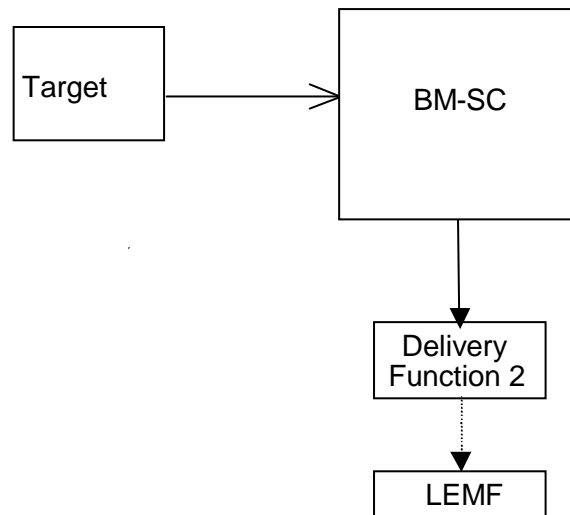 Target
BM-SC
Delivery
Function 2
LEMF